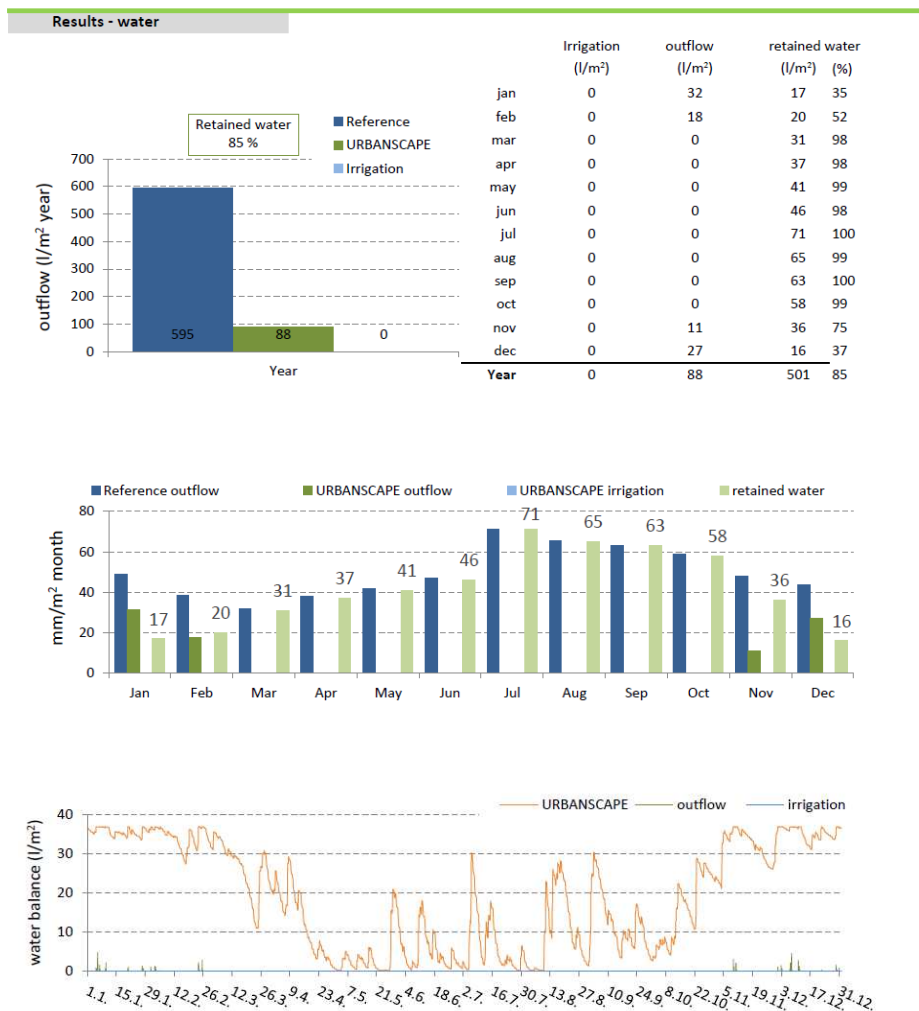 Results - water
Irrigation outflow retained water
(l/m²) (l/m²) (l/m²) (%)
jan 0 32 17 35
feb 0 18 20 52
mar 0 0 31 98
apr 0 0 37 98
may 0 0 41 99
jun 0 0 46 98
jul 0 0 71 100
aug 0 0 65 99
sep 0 0 63 100
oct 0 0 58 99
nov 0 11 36 75
dec 0 27 16 37
Year 0 88 501 85
Retained water
85 %
Reference
URBANSCAPE
Irrigation
outflow (l/m² year)
700
600
500
400
300
200
100
0
595 88 0
Year
Reference outflow URBANSCAPE outflow URBANSCAPE irrigation retained water
mm/m² month
80
60
40
20
0
17 20 31 37 41 46 71 65 63 58 36 16
Jan Feb Mar Apr May Jun Jul Aug Sep Oct Nov Dec
URBANSCAPE outflow irrigation
water balance (l/m²)
40
30
20
10
0
1.1. 15.1. 29.1. 12.2. 26.2. 12.3. 26.3. 9.4. 23.4. 7.5. 21.5. 4.6. 18.6. 2.7. 16.7. 30.7. 13.8. 27.8. 10.9. 24.9. 8.10. 22.10. 5.11. 19.11. 3.12. 17.12. 31.12.